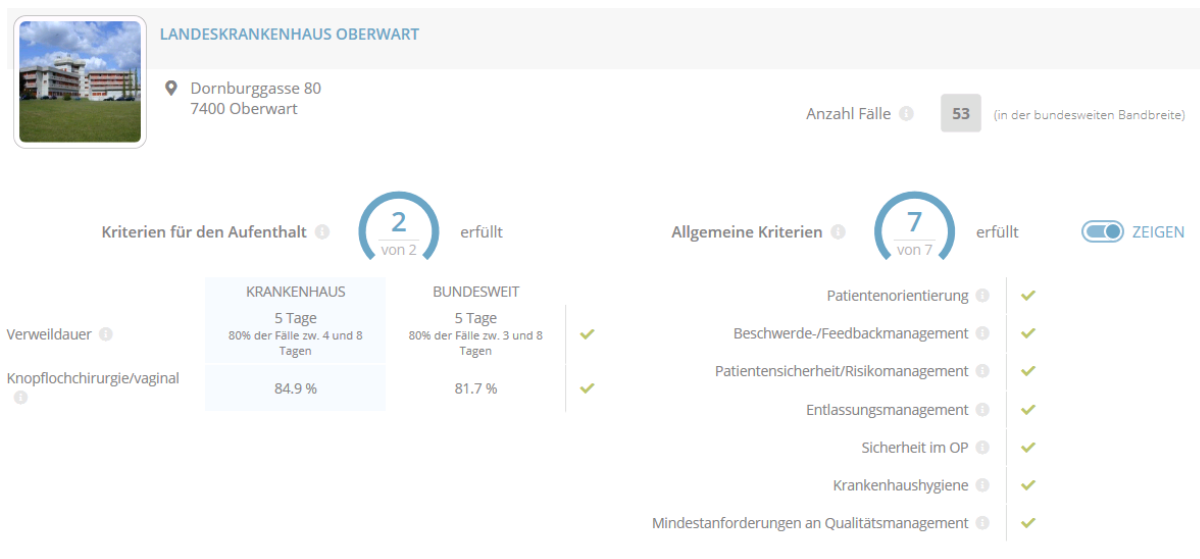 LANDESKRANKENHAUS OBERWART
Dornburggasse 80
7400 Oberwart
Anzahl Fälle 53 (in der bundesweiten Bandbreite)
Kriterien für den Aufenthalt 2 von 2 erfüllt
KRANKENHAUS BUNDESWEIT
Verweildauer
5 Tage
80% der Fälle zw. 4 und 8
Tagen
5 Tage
80% der Fälle zw. 3 und 8
Tagen
Knopflochchirurgie/vaginal
84.9 % 81.7 %
Allgemeine Kriterien 7 von 7 erfüllt ZEIGEN
Patientenorientierung
Beschwerde-/Feedbackmanagement
Patientensicherheit/Risikomanagement
Entlassungsmanagement
Sicherheit im OP
Krankenhaushygiene
Mindestanforderungen an Qualitätsmanagement